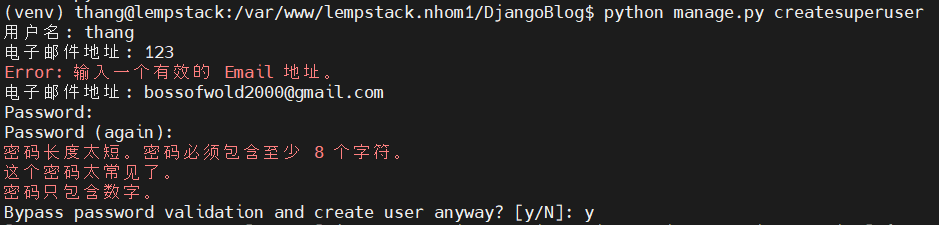 (venv) thang@lempstack:/var/www/lempstack.nhom1/DjangoBlog$ python manage.py createsuperuser
用户名: thang
电子邮件地址: 123
Error: 输入一个有效的 Email 地址。
电子邮件地址: bossofwold2000@gmail.com
Password:
Password (again):
密码长度太短。密码必须包含至少 8 个字符。
这个密码太常见了。
密码只包含数字。
Bypass password validation and create user anyway? [y/N]: y